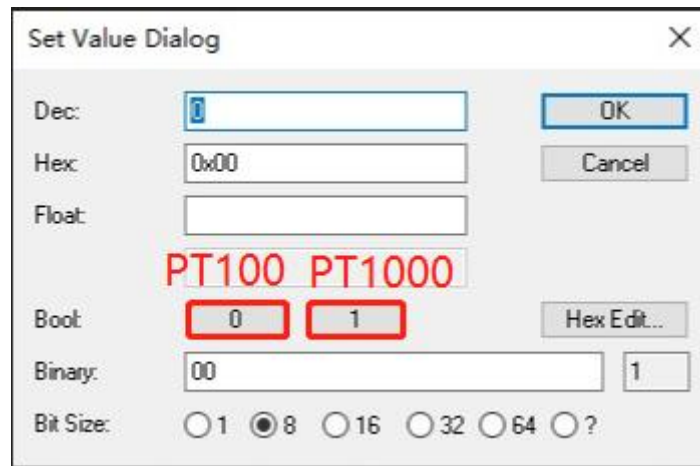 Set Value Dialog
Dec: 0 OK
Hex: 0x00 Cancel
Float:
PT100 PT1000
Bool: 0 1 Hex Edit...
Binary: 00 1
Bit Size: 1 8 16 32 64 ?